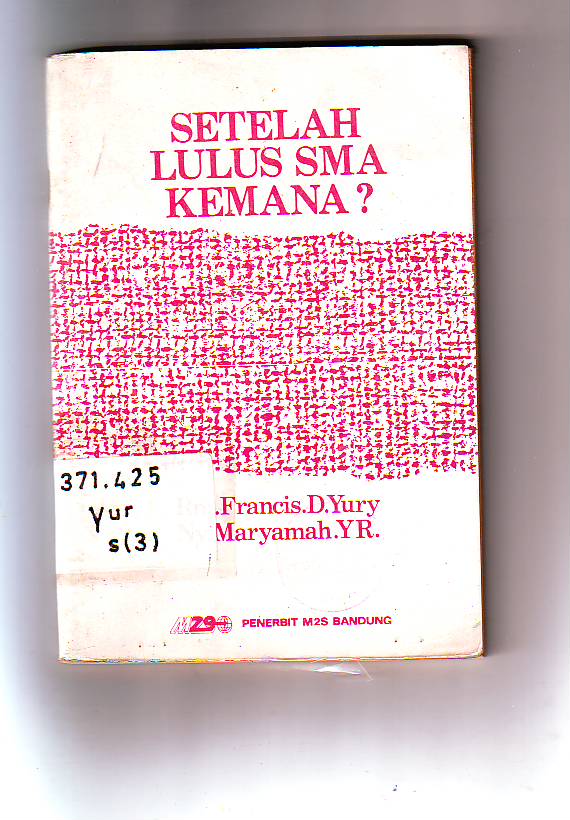 SETELAH
LULUS SMA
KEMANA ?
371.425
Yur
s(3)
.Francis.D.Yury
Maryamah.YR.
PENERBIT M2S BANDUNG